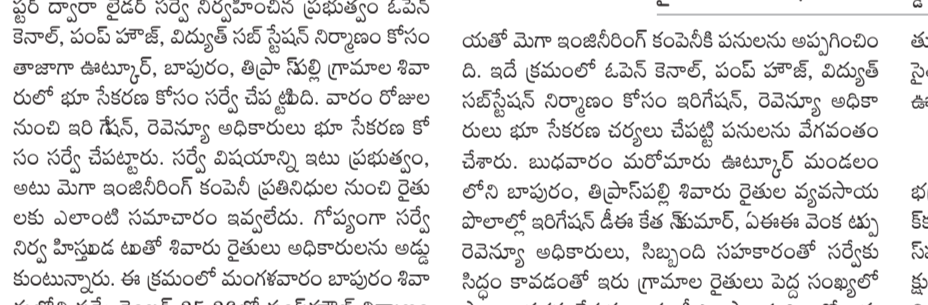 ప్టర్ ద్వారా లైడర్ సర్వే నిర్వహించిన ప్రభుత్వం ఓపెన్
కెనాల్, పంప్ హౌజ్, విద్యుత్ సబ్ స్టేషన్ నిర్మాణం కోసం
తాజాగా ఊట్కూర్, బాపురం, తిప్రా గ్రామాల శివా
రులో భూ సేకరణ కోసం సర్వే చేప ట్టింది. వారం రోజుల
నుంచి ఇరి గేషన్, రెవెన్యూ అధికారులు భూ సేకరణ కో
సం సర్వే చేపట్టారు. సర్వే విషయాన్ని ఇటు ప్రభుత్వం,
అటు మెగా ఇంజినీరింగ్ కంపెనీ ప్రతినిధుల నుంచి రైతు
లకు ఎలాంటి సమాచారం ఇవ్వలేదు. గోప్యంగా సర్వే
నిర్వ శివారు రైతులు అధికారులను అడ్డు
కుంటున్నారు. ఈ క్రమంలో మంగళవారం బాపురం శివా
యతో మెగా ఇంజినీరింగ్ కంపెనీకి పనులను అప్పగించిం
ది. ఇదే క్రమంలో ఓపెన్ కెనాల్, పంప్ హౌజ్, విద్యుత్
సబ్‌స్టేషన్ నిర్మాణం కోసం ఇరిగేషన్, రెవెన్యూ అధికా
రులు భూ సేకరణ చర్యలు చేపట్టి పనులను వేగవంతం
చేశారు. బుధవారం మరోమారు ఊట్కూర్ మండలం
లోని బాపురం, తిప్రాస్‌పల్లి శివారు రైతుల వ్యవసాయ
పొలాల్లో ఇరిగేషన్ డీఈ కేత న్‌కుమార్, ఏఈఈ వెంక టప్ప
రెవెన్యూ అధికారులు, సిబ్బంది సహకారంతో సర్వేకు
సిద్ధం కావడంతో ఇరు గ్రామాల రైతులు పెద్ద సంఖ్యలో